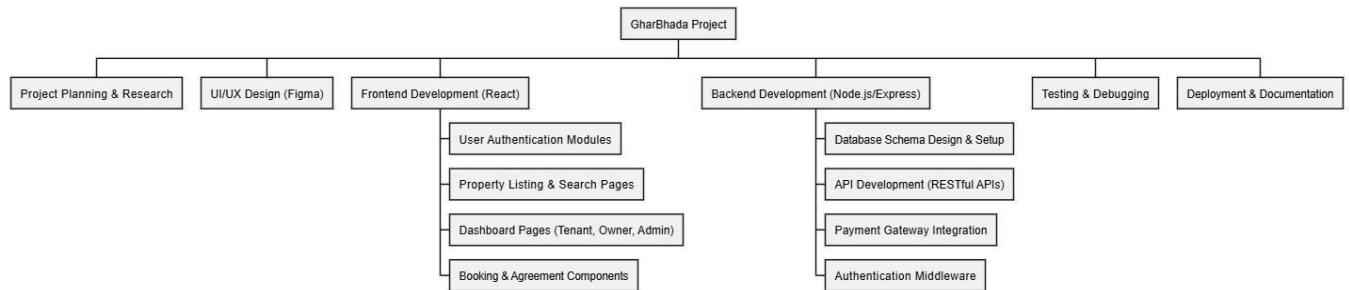 GharBhada Project
Project Planning & Research
UI/UX Design (Figma)
Frontend Development (React)
Backend Development (Node.js/Express)
Testing & Debugging
Deployment & Documentation
User Authentication Modules
Property Listing & Search Pages
Dashboard Pages (Tenant, Owner, Admin)
Booking & Agreement Components
Database Schema Design & Setup
API Development (RESTful APIs)
Payment Gateway Integration
Authentication Middleware